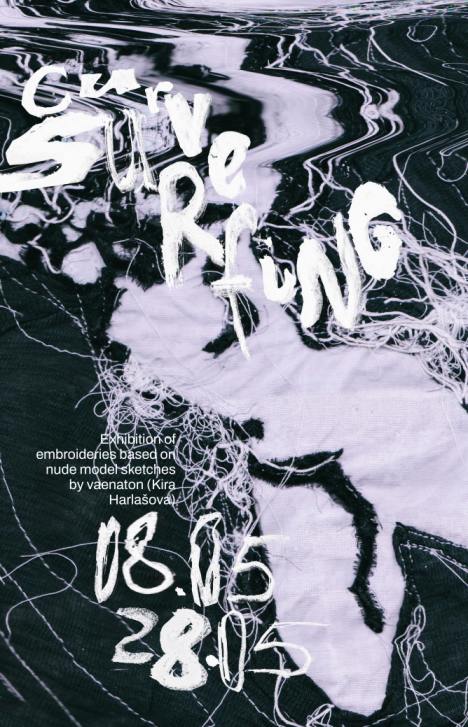 Curve
SURfiNG
Exhibition of
embroideries based on
nude model sketches
by vaenaton (Kira
Harlašova)
08.05
28.05